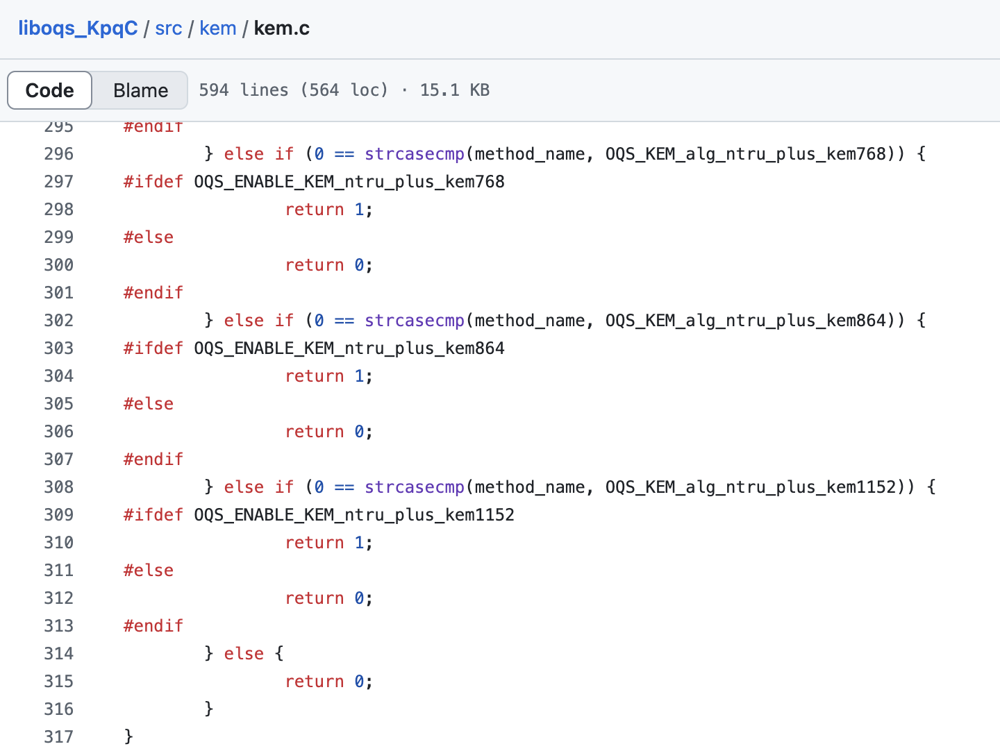 liboqs_KpqC / src / kem / kem.c
Code Blame 594 lines (564 loc) · 15.1 KB
295 #endif
296 } else if (0 == strcasecmp(method_name, OQS_KEM_alg_ntru_plus_kem768)) {
297 #ifdef OQS_ENABLE_KEM_ntru_plus_kem768
298 return 1;
299 #else
300 return 0;
301 #endif
302 } else if (0 == strcasecmp(method_name, OQS_KEM_alg_ntru_plus_kem864)) {
303 #ifdef OQS_ENABLE_KEM_ntru_plus_kem864
304 return 1;
305 #else
306 return 0;
307 #endif
308 } else if (0 == strcasecmp(method_name, OQS_KEM_alg_ntru_plus_kem1152)) {
309 #ifdef OQS_ENABLE_KEM_ntru_plus_kem1152
310 return 1;
311 #else
312 return 0;
313 #endif
314 } else {
315 return 0;
316 }
317 }